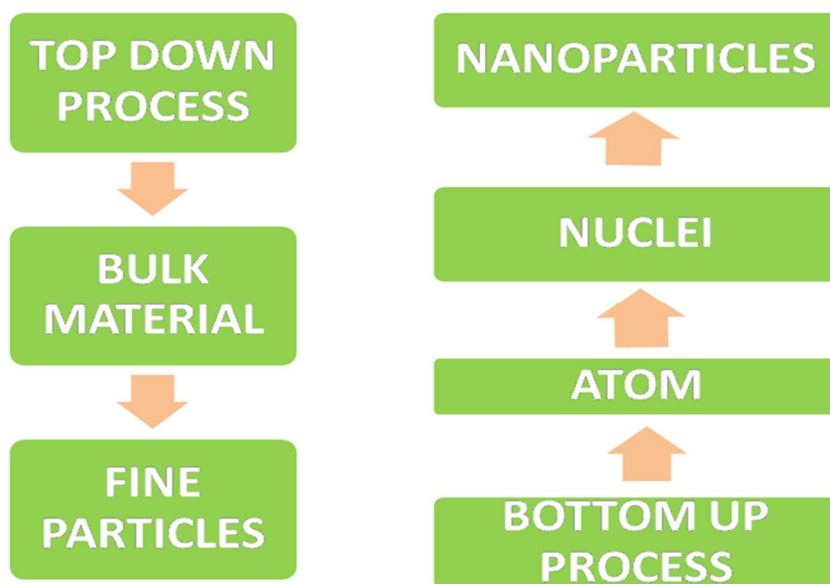 TOP DOWN
PROCESS
BULK
MATERIAL
FINE
PARTICLES
NANOPARTICLES
NUCLEI
ATOM
BOTTOM UP
PROCESS